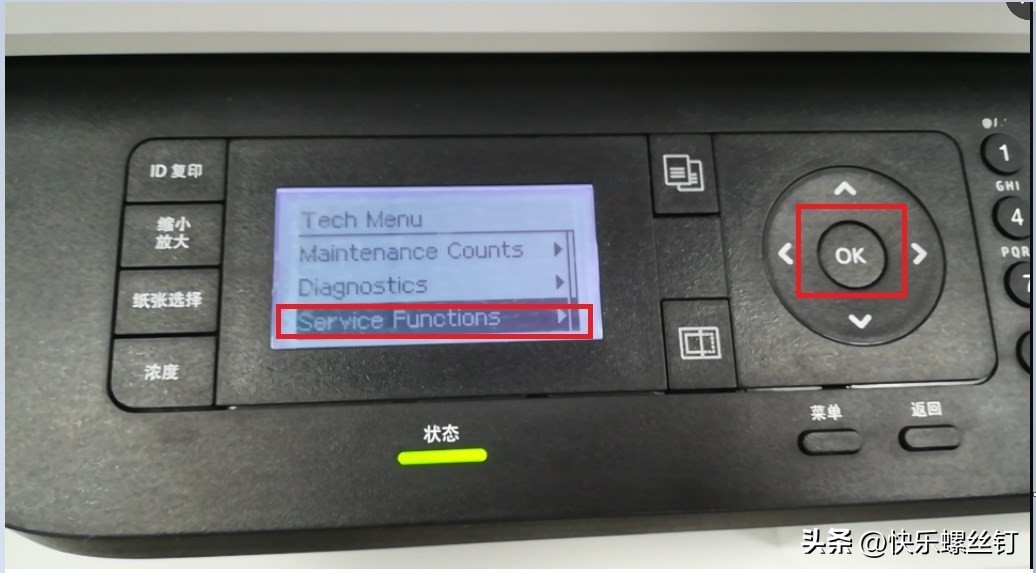 ID 复印
缩小
放大
纸张选择
浓度
Tech Menu
Maintenance Counts
Diagnostics
Service Functions
OK
1
GHI
4
PQR
7
状态
菜单
返回
头条 @快乐螺丝钉